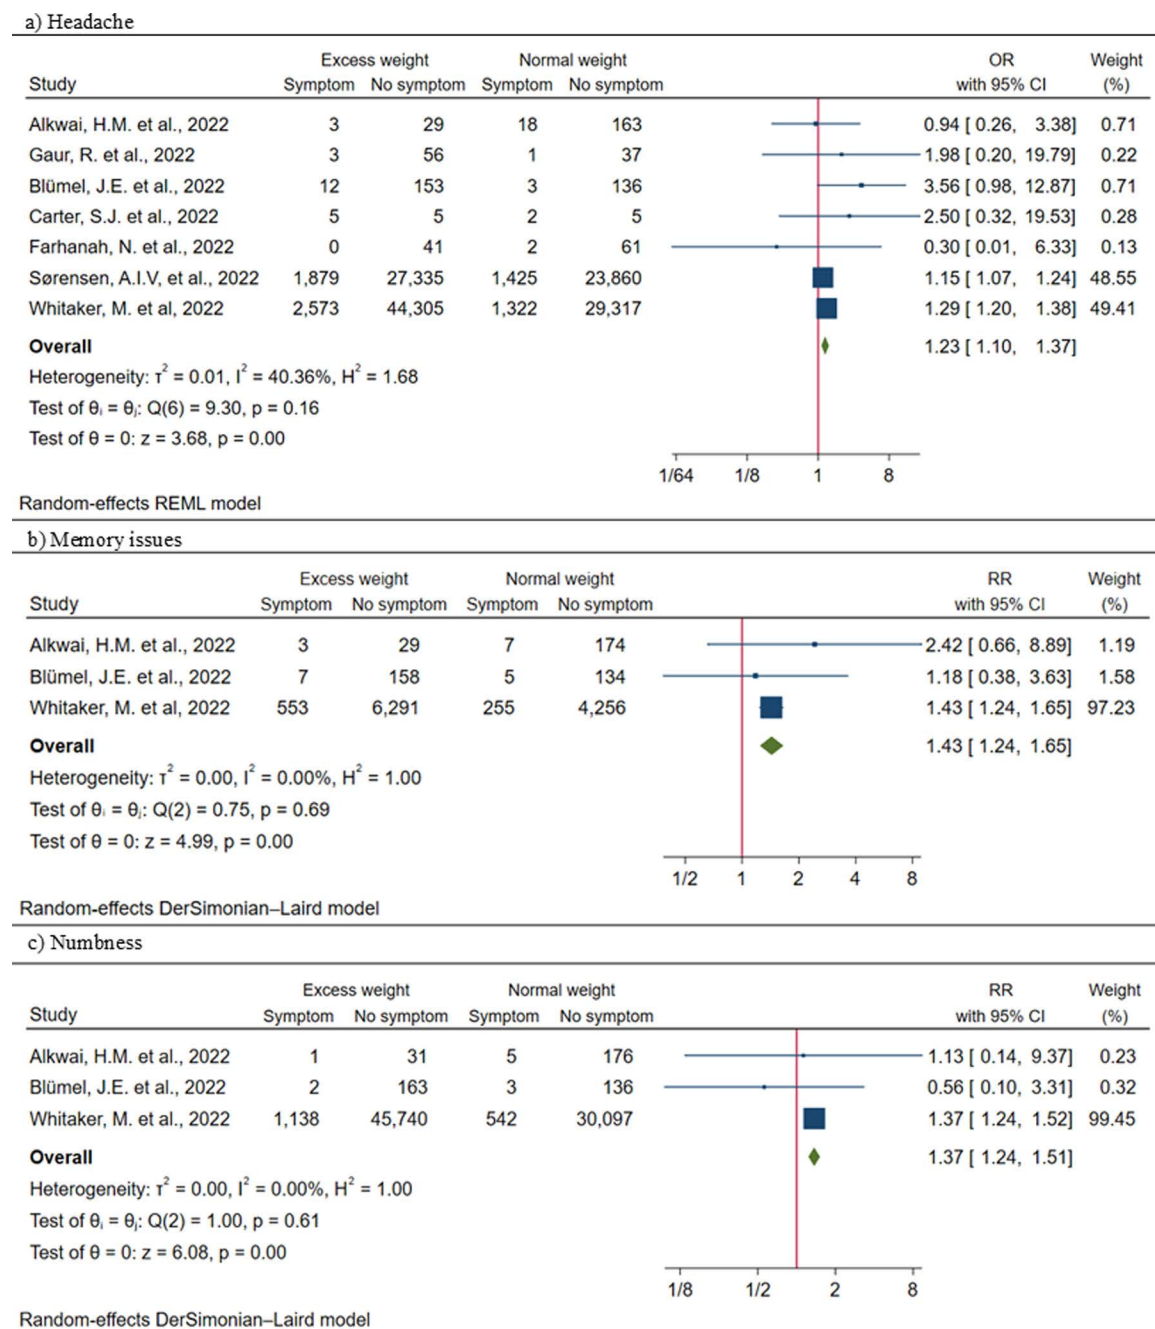 a) Headache
Excess weight Normal weight OR Weight
Study Symptom No symptom Symptom No symptom with 95% CI (%)
Alkwai, H.M. et al., 2022 3 29 18 163 0.94 [ 0.26, 3.38] 0.71
Gaur, R. et al., 2022 3 56 1 37 1.98 [ 0.20, 19.79] 0.22
Blümel, J.E. et al., 2022 12 153 3 136 3.56 [ 0.98, 12.87] 0.71
Carter, S.J. et al., 2022 5 5 2 5 2.50 [ 0.32, 19.53] 0.28
Farhanah, N. et al., 2022 0 41 2 61 0.30 [ 0.01, 6.33] 0.13
Sørensen, A.I.V, et al., 2022 1,879 27,335 1,425 23,860 1.15 [ 1.07, 1.24] 48.55
Whitaker, M. et al, 2022 2,573 44,305 1,322 29,317 1.29 [ 1.20, 1.38] 49.41
Overall 1.23 [ 1.10, 1.37]
Heterogeneity: τ² = 0.01, I² = 40.36%, H² = 1.68
Test of θᵢ = θⱼ: Q(6) = 9.30, p = 0.16
Test of θ = 0: z = 3.68, p = 0.00
1/64 1/8 1 8
Random-effects REML model
b) Memory issues
Excess weight Normal weight RR Weight
Study Symptom No symptom Symptom No symptom with 95% CI (%)
Alkwai, H.M. et al., 2022 3 29 7 174 2.42 [ 0.66, 8.89] 1.19
Blümel, J.E. et al., 2022 7 158 5 134 1.18 [ 0.38, 3.63] 1.58
Whitaker, M. et al, 2022 553 6,291 255 4,256 1.43 [ 1.24, 1.65] 97.23
Overall 1.43 [ 1.24, 1.65]
Heterogeneity: τ² = 0.00, I² = 0.00%, H² = 1.00
Test of θᵢ = θⱼ: Q(2) = 0.75, p = 0.69
Test of θ = 0: z = 4.99, p = 0.00
1/2 1 2 4 8
Random-effects DerSimonian–Laird model
c) Numbness
Excess weight Normal weight RR Weight
Study Symptom No symptom Symptom No symptom with 95% CI (%)
Alkwai, H.M. et al., 2022 1 31 5 176 1.13 [ 0.14, 9.37] 0.23
Blümel, J.E. et al., 2022 2 163 3 136 0.56 [ 0.10, 3.31] 0.32
Whitaker, M. et al., 2022 1,138 45,740 542 30,097 1.37 [ 1.24, 1.52] 99.45
Overall 1.37 [ 1.24, 1.51]
Heterogeneity: τ² = 0.00, I² = 0.00%, H² = 1.00
Test of θᵢ = θⱼ: Q(2) = 1.00, p = 0.61
Test of θ = 0: z = 6.08, p = 0.00
1/8 1/2 2 8
Random-effects DerSimonian–Laird model